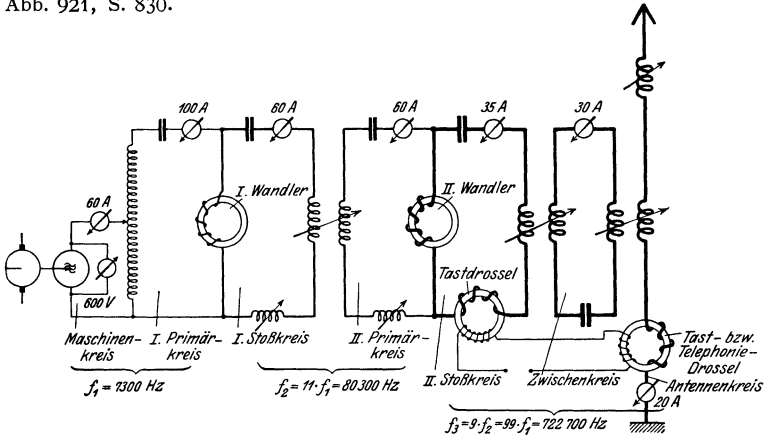 Abb. 921, S. 830.
100 A
60 A
60 A
35 A
30 A
I. Wandler
II. Wandler
60 A
Tastdrossel
600 V
Maschinen-
kreis
I. Primär-
kreis
I. Stoßkreis
II. Primär-
kreis
II. Stoßkreis
Zwischenkreis
Tast- bzw.
Telephonie-
Drossel
Antennenkreis
20 A
f₁ = 7300 Hz
f₂ = 11·f₁ = 80300 Hz
f₃ = 9·f₂ = 99·f₁ = 722 700 Hz